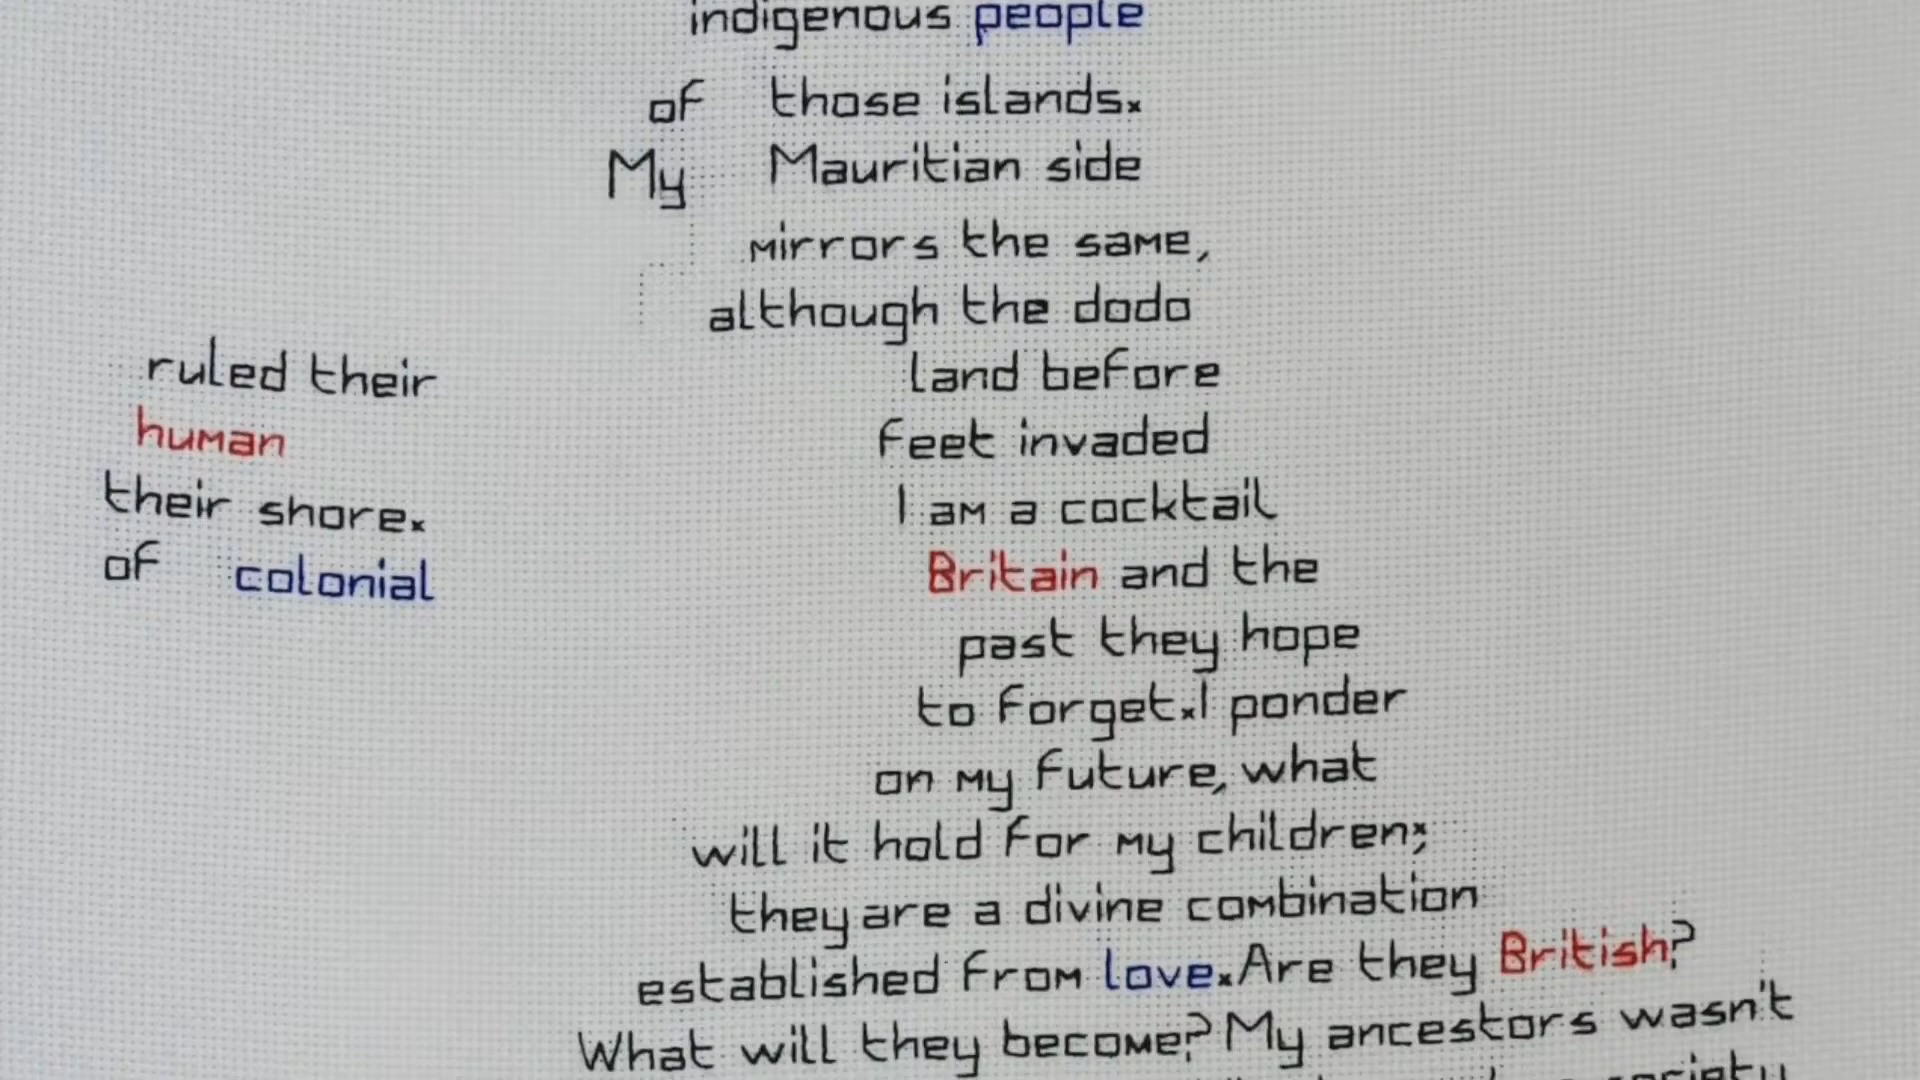 indigenous people
of those islands.
My Mauritian side
mirrors the same,
although the dodo
ruled their land before
human feet invaded
their shore. I am a cocktail
of colonial Britain and the
past they hope
to forget. I ponder
on my future, what
will it hold for my children;
they are a divine combination
established from love. Are they British?
What will they become? My ancestors wasn't